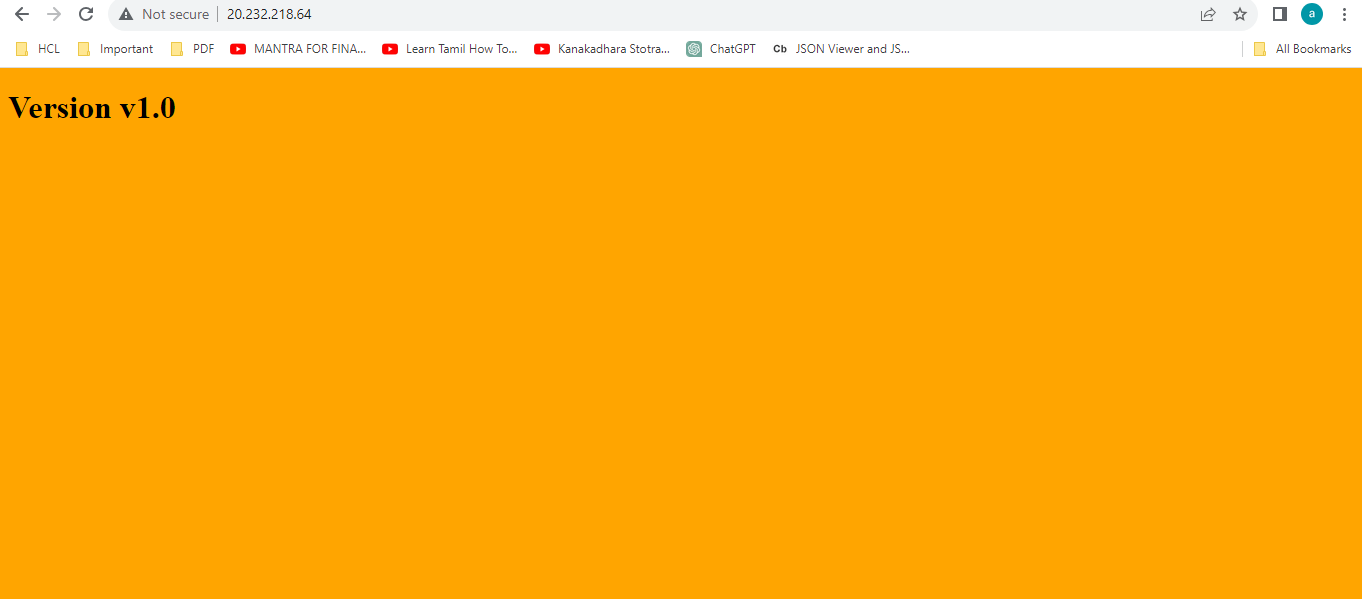 Not secure 20.232.218.64 a
HCL Important PDF MANTRA FOR FINA... Learn Tamil How To... Kanakadhara Stotra... ChatGPT Cb JSON Viewer and JS... All Bookmarks
Version v1.0